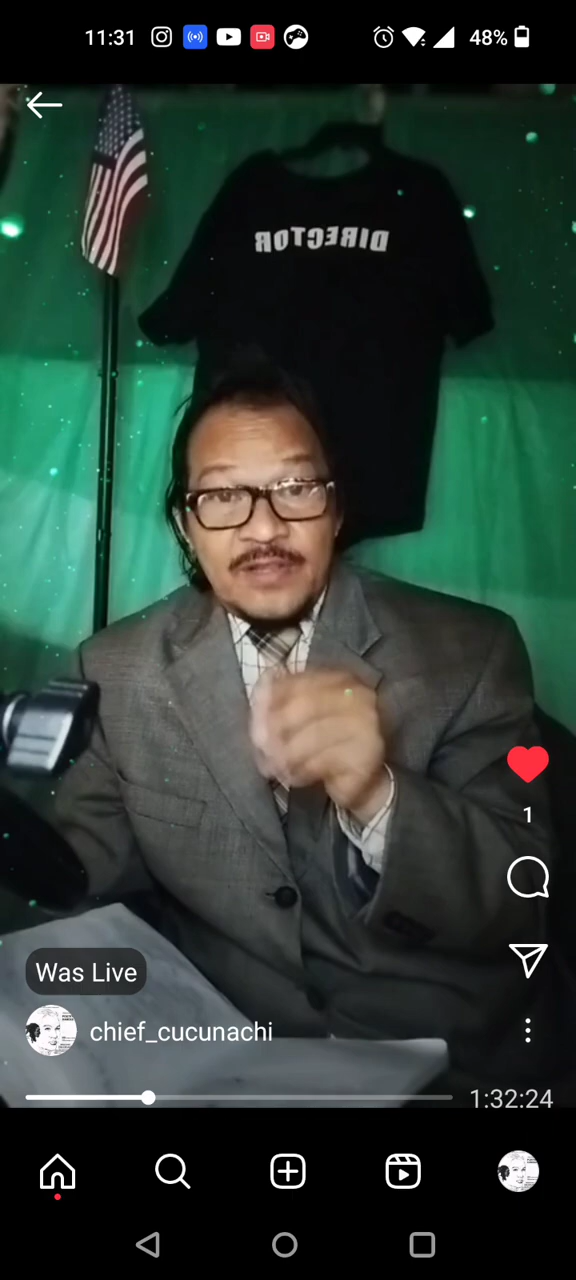 11:31
48%
DIRECTOR
1
Was Live
chief_cucunachi
1:32:24